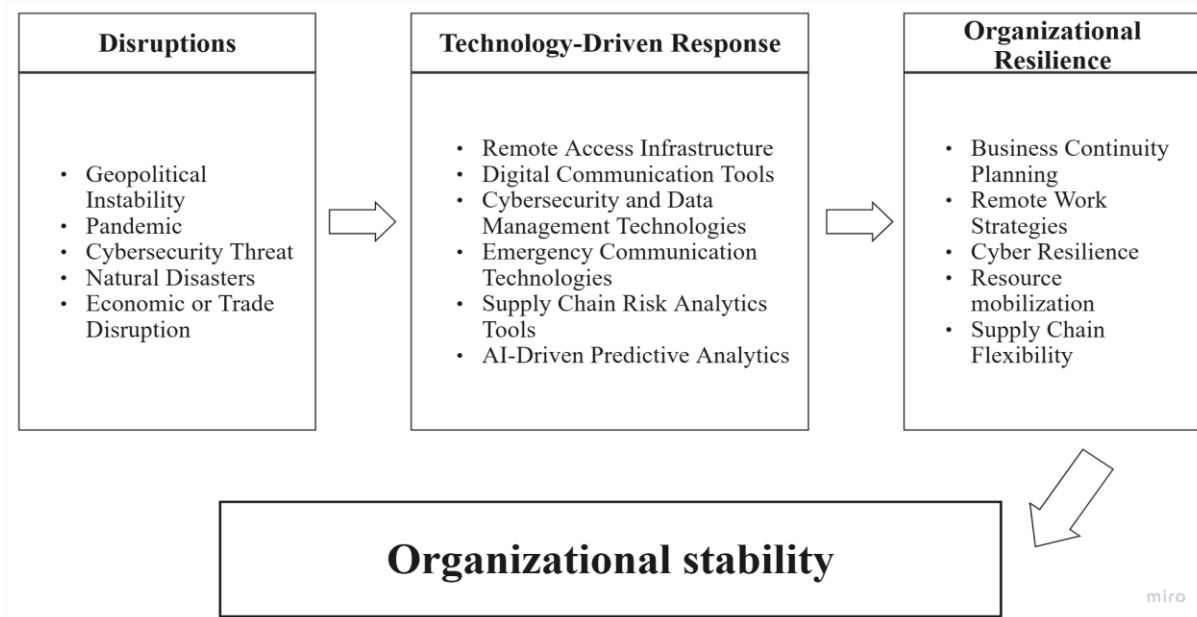 Disruptions
• Geopolitical
Instability
• Pandemic
• Cybersecurity Threat
• Natural Disasters
• Economic or Trade
Disruption
Technology-Driven Response
• Remote Access Infrastructure
• Digital Communication Tools
• Cybersecurity and Data
Management Technologies
• Emergency Communication
Technologies
• Supply Chain Risk Analytics
Tools
• AI-Driven Predictive Analytics
Organizational
Resilience
• Business Continuity
Planning
• Remote Work
Strategies
• Cyber Resilience
• Resource
mobilization
• Supply Chain
Flexibility
Organizational stability
miro